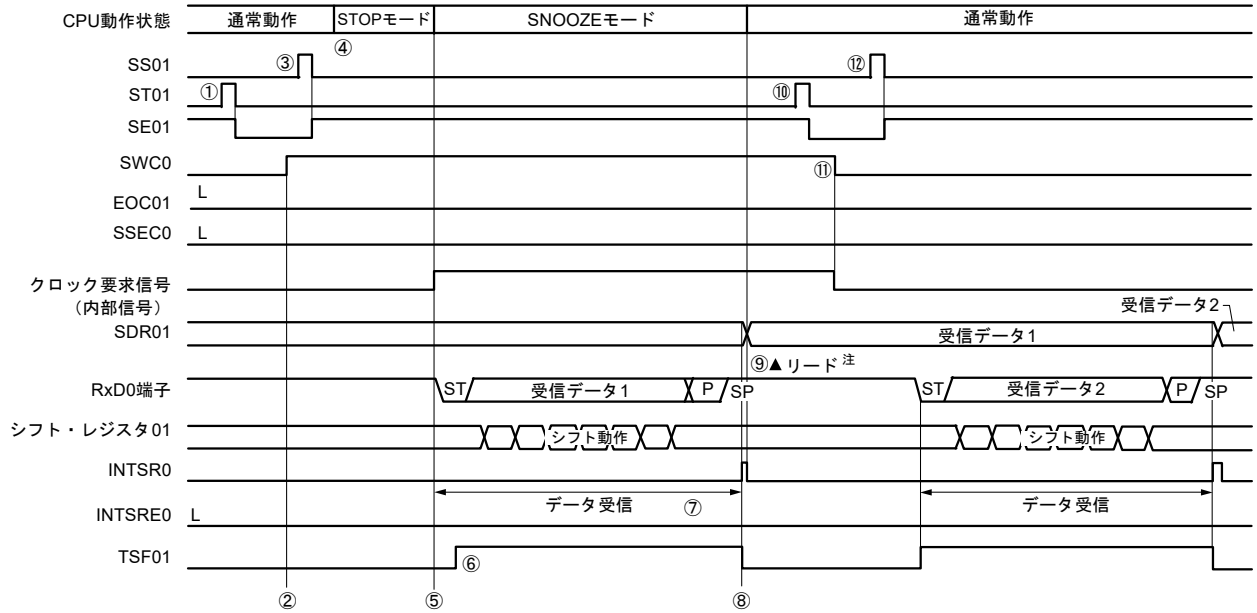 CPU動作状態 通常動作 STOPモード SNOOZEモード 通常動作
④
SS01 ③ ⑫
ST01 ① ⑩
SE01
SWC0 ⑪
EOC01 L
SSEC0 L
クロック要求信号
（内部信号）
受信データ2
SDR01 受信データ1
⑨▲リード注
RxD0端子 ST 受信データ1 P SP ST 受信データ2 P SP
シフト・レジスタ01 シフト動作 シフト動作
INTSR0
データ受信 ⑦ データ受信
INTSRE0 L
TSF01 ⑥
② ⑤ ⑧